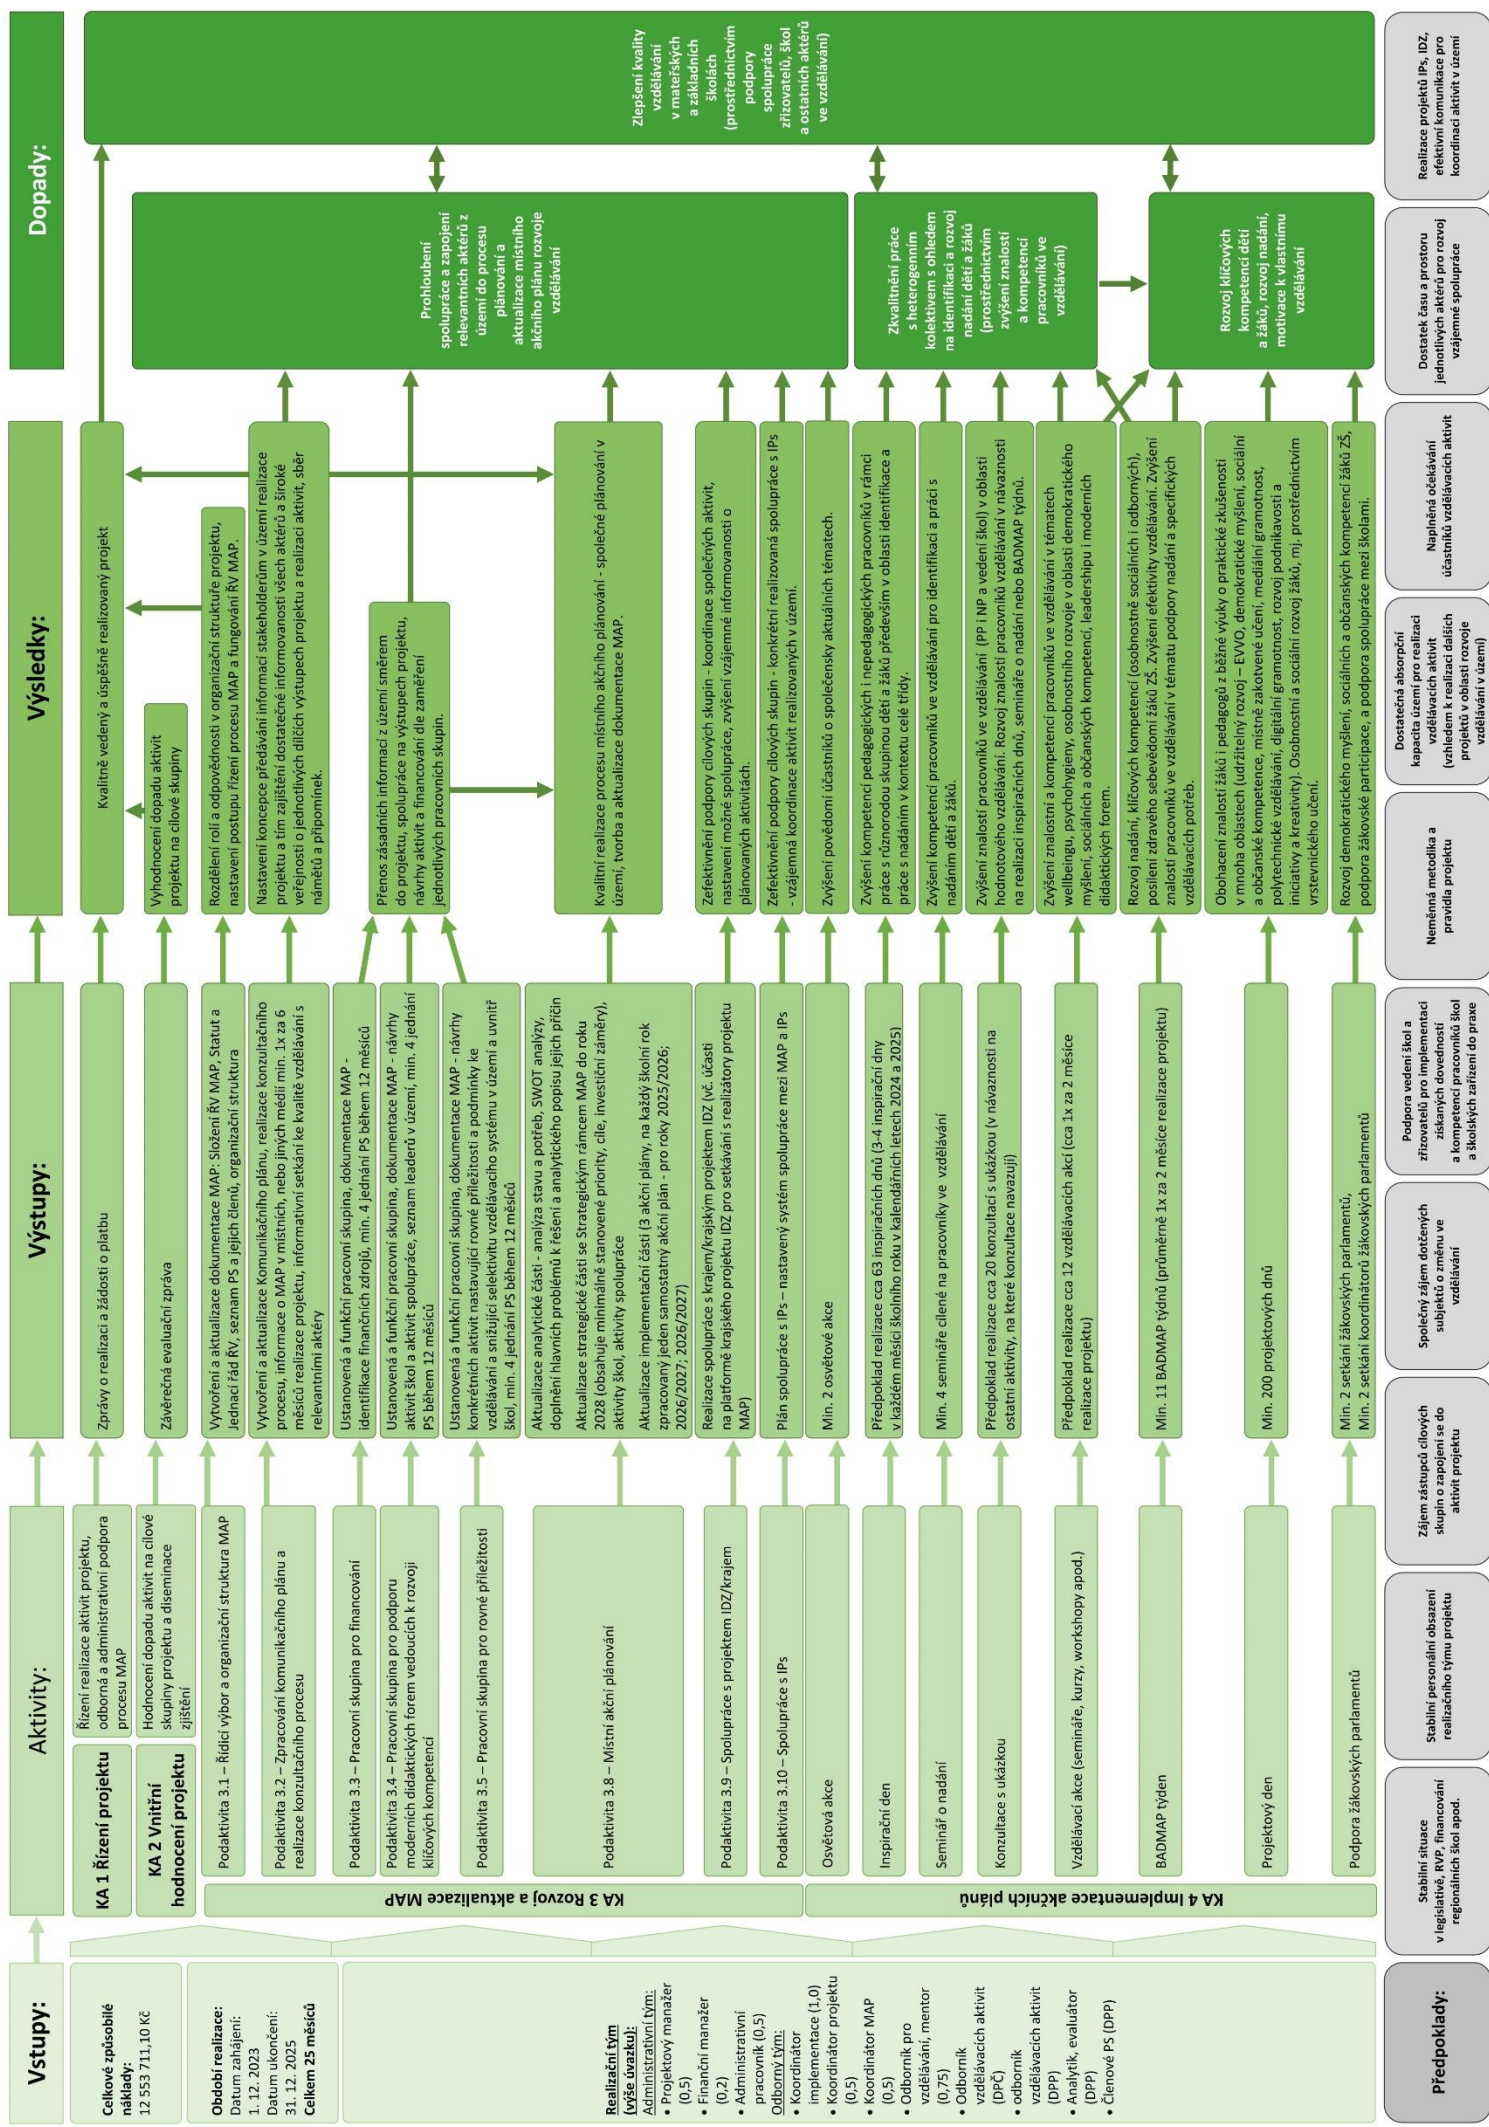 Vstupy:
Aktivity:
Výstupy:
Výsledky:
Dopady:
Celkové způsobilé
náklady:
12 553 711,10 Kč
Období realizace:
Datum zahájení:
1. 12. 2023
Datum ukončení:
31. 12. 2025
Celkem 25 měsíců
Realizační tým
(výše úvazku):
Administrativní tým:
• Projektový manažer
(0,5)
• Finanční manažer
(0,2)
• Administrativní
pracovník (0,5)
Odborný tým:
• Koordinátor
implementace (1,0)
• Koordinátor projektu
(0,5)
• Koordinátor MAP
(0,5)
• Odborník pro
vzdělávání, mentor
(0,75)
• Odborník
vzdělávacích aktivit
(DPČ)
• odborník
vzdělávacích aktivit
(DPP)
• Analytik, evaluátor
(DPP)
• Členové PS (DPP)
KA 1 Řízení projektu
Řízení realizace aktivit projektu,
odborná a administrativní podpora
procesu MAP
KA 2 Vnitřní
hodnocení projektu
Hodnocení dopadu aktivit na cílové
skupiny projektu a diseminace
zjištění
KA 3 Rozvoj a aktualizace MAP
Podaktivita 3.1 – Řídicí výbor a organizační struktura MAP
Podaktivita 3.2 – Zpracování komunikačního plánu a
realizace konzultačního procesu
Podaktivita 3.3 – Pracovní skupina pro financování
Podaktivita 3.4 – Pracovní skupina pro podporu
moderních didaktických forem vedoucích k rozvoji
klíčových kompetencí
Podaktivita 3.5 – Pracovní skupina pro rovné příležitosti
Podaktivita 3.8 – Místní akční plánování
Podaktivita 3.9 – Spolupráce s projektem IDZ/krajem
Podaktivita 3.10 – Spolupráce s IPs
KA 4 Implementace akčních plánů
Osvětová akce
Inspirační den
Seminář o nadání
Konzultace s ukázkou
Vzdělávací akce (semináře, kurzy, workshopy apod.)
BADMAP týden
Projektový den
Podpora žákovských parlamentů
Zprávy o realizaci a žádosti o platbu
Závěrečná evaluační zpráva
Vytvoření a aktualizace dokumentace MAP: Složení ŘV MAP, Statut a
Jednací řád ŘV, seznam PS a jejich členů, organizační struktura
Vytvoření a aktualizace Komunikačního plánu, realizace konzultačního
procesu, informace o MAP v místních, nebo jiných médií min. 1x za 6
měsíců realizace projektu, informativní setkání ke kvalitě vzdělávání s
relevantními aktéry
Ustanovená a funkční pracovní skupina, dokumentace MAP -
identifikace finančních zdrojů, min. 4 jednání PS během 12 měsíců
Ustanovená a funkční pracovní skupina, dokumentace MAP - návrhy
aktivit škol a aktivit spolupráce, seznam leaderů v území, min. 4 jednání
PS během 12 měsíců
Ustanovená a funkční pracovní skupina, dokumentace MAP - návrhy
konkrétních aktivit nastavující rovné příležitosti a podmínky ke
vzdělávání a snižující selektivitu vzdělávacího systému v území a uvnitř
škol, min. 4 jednání PS během 12 měsíců
Aktualizace analytické části - analýza stavu a potřeb, SWOT analýzy,
doplnění hlavních problémů k řešení a analytického popisu jejich příčin
Aktualizace strategické části se Strategickým rámcem MAP do roku
2028 (obsahuje minimálně stanovené priority, cíle, investiční záměry),
aktivity škol, aktivity spolupráce
Aktualizace implementační části (3 akční plány, na každý školní rok
zpracovaný jeden samostatný akční plán - pro roky 2025/2026;
2026/2027; 2026/2027)
Realizace spolupráce s krajem/krajským projektem IDZ (vč. účasti
na platformě krajského projektu IDZ pro setkávání s realizátory projektu
MAP)
Plán spolupráce s IPs – nastavený systém spolupráce mezi MAP a IPs
Min. 2 osvětové akce
Předpoklad realizace cca 63 inspiračních dnů (3-4 inspirační dny
v každém měsíci školního roku v kalendářních letech 2024 a 2025)
Min. 4 semináře cílené na pracovníky ve vzdělávání
Předpoklad realizace cca 20 konzultací s ukázkou (v návaznosti na
ostatní aktivity, na které konzultace navazují)
Předpoklad realizace cca 12 vzdělávacích akcí (cca 1x za 2 měsíce
realizace projektu)
Min. 11 BADMAP týdnů (průměrně 1x za 2 měsíce realizace projektu)
Min. 200 projektových dnů
Min. 2 setkání žákovských parlamentů,
Min. 2 setkání koordinátorů žákovských parlamentů
Kvalitně vedený a úspěšně realizovaný projekt
Vyhodnocení dopadu aktivit
projektu na cílové skupiny
Rozdělení rolí a odpovědností v organizační struktuře projektu,
nastavení postupu řízení procesu MAP a fungování ŘV MAP.
Nastavení koncepce předávání informací stakeholderům v území realizace
projektu a tím zajištění dostatečné informovanosti všech aktérů a široké
veřejnosti o jednotlivých dílčích výstupech projektu a realizaci aktivit, sběr
námětů a připomínek.
Přenos zásadních informací z území směrem
do projektu, spolupráce na výstupech projektu,
návrhy aktivit a financování dle zaměření
jednotlivých pracovních skupin.
Kvalitní realizace procesu místního akčního plánování - společné plánování v
území, tvorba a aktualizace dokumentace MAP.
Zefektivnění podpory cílových skupin - koordinace společných aktivit,
nastavení možné spolupráce, zvýšení vzájemné informovanosti o
plánovaných aktivitách.
Zefektivnění podpory cílových skupin - konkrétní realizovaná spolupráce s IPs
- vzájemná koordinace aktivit realizovaných v území.
Zvýšení povědomí účastníků o společensky aktuálních tématech.
Zvýšení kompetencí pedagogických i nepedagogických pracovníků v rámci
práce s různorodou skupinou dětí a žáků především v oblasti identifikace a
práce s nadáním v kontextu celé třídy.
Zvýšení kompetencí pracovníků ve vzdělávání pro identifikaci a práci s
nadáním dětí a žáků.
Zvýšení znalostí pracovníků ve vzdělávání (PP i NP a vedení škol) v oblasti
hodnotového vzdělávání. Rozvoj znalostí pracovníků vzdělávání v návaznosti
na realizaci inspiračních dnů, semináře o nadání nebo BADMAP týdnů.
Zvýšení znalostní a kompetencí pracovníků ve vzdělávání v tématech
wellbeingu, psychohygieny, osobnostního rozvoje v oblasti demokratického
myšlení, sociálních a občanských kompetencí, leadershipu i moderních
didaktických forem.
Rozvoj nadání, klíčových kompetencí (osobnostně sociálních i odborných),
posílení zdravého sebevědomí žáků ZŠ. Zvýšení efektivity vzdělávání. Zvýšení
znalostí pracovníků ve vzdělávání v tématu podpory nadání a specifických
vzdělávacích potřeb.
Obohacení znalostí žáků i pedagogů z běžné výuky o praktické zkušenosti
v mnoha oblastech (udržitelný rozvoj – EVVO, demokratické myšlení, sociální
a občanské kompetence, místně zakotvené učení, mediální gramotnost,
polytechnické vzdělávání, digitální gramotnost, rozvoj podnikavosti a
iniciativy a kreativity). Osobnostní a sociální rozvoj žáků, mj. prostřednictvím
vrstevnického učení.
Rozvoj demokratického myšlení, sociálních a občanských kompetencí žáků ZŠ,
podpora žákovské participace, a podpora spolupráce mezi školami.
Prohloubení
spolupráce a zapojení
relevantních aktérů z
území do procesu
plánování a
aktualizace místního
akčního plánu rozvoje
vzdělávání
Zkvalitnění práce
s heterogenním
kolektivem s ohledem
na identifikaci a rozvoj
nadání dětí a žáků
(prostřednictvím
zvýšení znalostí
a kompetencí
pracovníků ve
vzdělávání)
Rozvoj klíčových
kompetencí dětí
a žáků, rozvoj nadání,
motivace k vlastnímu
vzdělávání
Zlepšení kvality
vzdělávání
v mateřských
a základních
školách
(prostřednictvím
podpory
spolupráce
zřizovatelů, škol
a ostatních aktérů
ve vzdělávání)
Předpoklady:
Stabilní situace
v legislativě, RVP, financování
regionálních škol apod.
Stabilní personální obsazení
realizačního týmu projektu
Zájem zástupců cílových
skupin o zapojení se do
aktivit projektu
Společný zájem dotčených
subjektů o změnu ve
vzdělávání
Podpora vedení škol a
zřizovatelů pro implementaci
získaných dovedností
a kompetencí pracovníků škol
a školských zařízení do praxe
Neměnná metodika a
pravidla projektu
Dostatečná absorpční
kapacita území pro realizaci
vzdělávacích aktivit
(vzhledem k realizaci dalších
projektů v oblasti rozvoje
vzdělávání v území)
Naplněná očekávání
účastníků vzdělávacích aktivit
Dostatek času a prostoru
jednotlivých aktérů pro rozvoj
vzájemné spolupráce
Realizace projektů IPs, IDZ,
efektivní komunikace pro
koordinaci aktivit v území